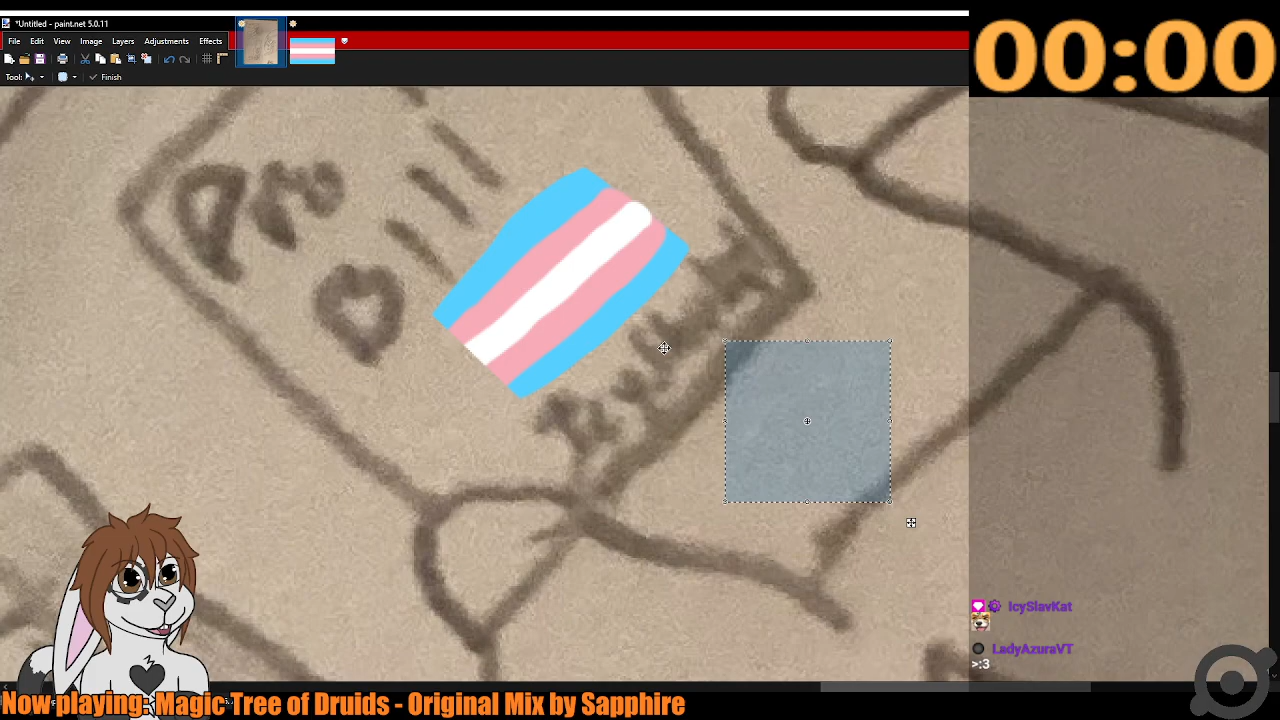 *Untitled - paint.net 5.0.11
File Edit View Image Layers Adjustments Effects
Tool: Finish
00:00
Pro
IcySlavKat
LadyAzuraVT
>:3
Now playing: Magic Tree of Druids - Original Mix by Sapphire